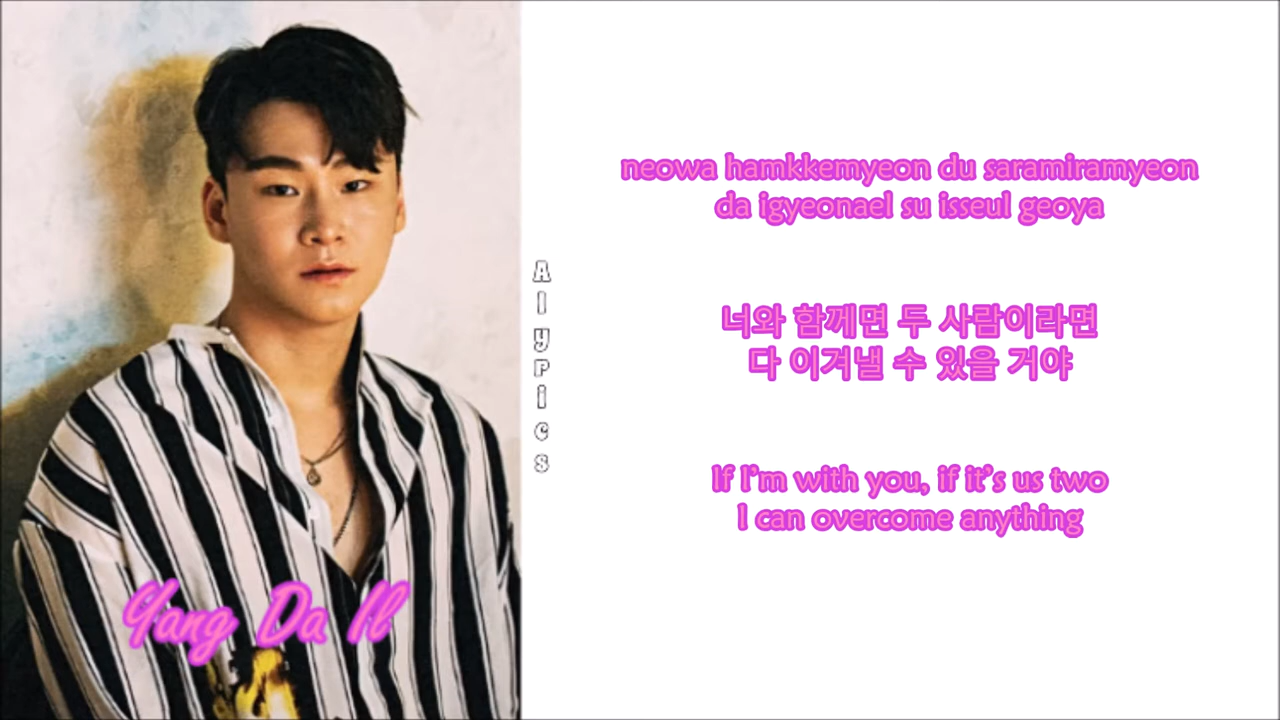 neowa hamkkemyeon du saramiramyeon
da igyeonael su isseul geoya
너와 함께면 두 사람이라면
다 이겨낼 수 있을 거야
If I'm with you, if it's us two
I can overcome anything
Alyrics
Yang Da Il